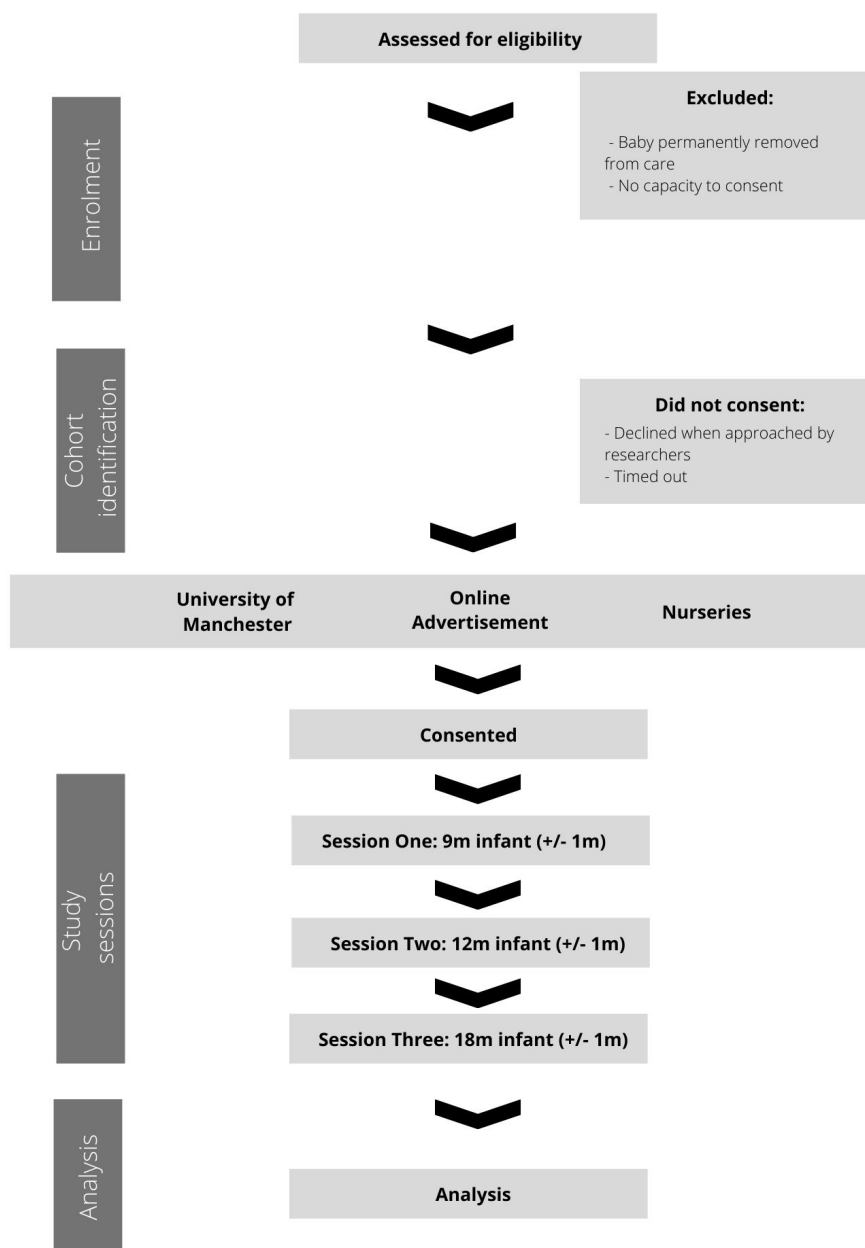 Assessed for eligibility
Enrolment
Excluded:
- Baby permanently removed
from care
- No capacity to consent
Cohort
identification
Did not consent:
- Declined when approached by
researchers
- Timed out
University of
Manchester
Online
Advertisement
Nurseries
Consented
Study
sessions
Session One: 9m infant (+/- 1m)
Session Two: 12m infant (+/- 1m)
Session Three: 18m infant (+/- 1m)
Analysis
Analysis